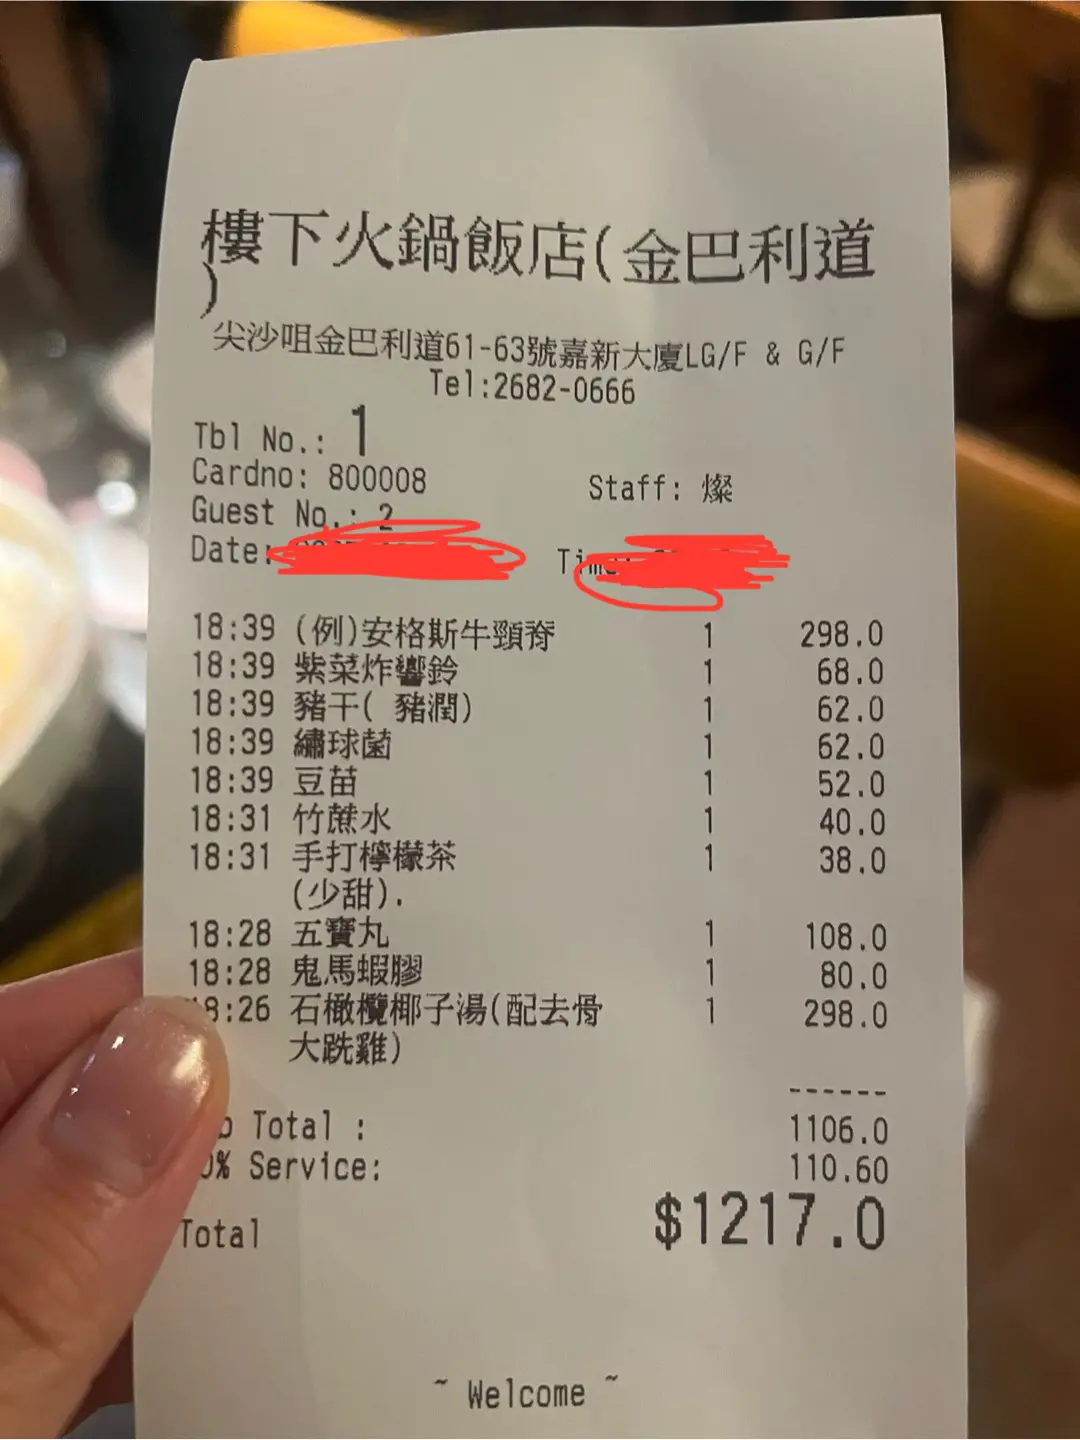 樓下火鍋飯店(金巴利道
)
尖沙咀金巴利道61-63號嘉新大廈LG/F & G/F
Tel:2682-0666
Tbl No.: 1
Cardno: 800008 Staff: 燦
Guest No.: 2
Date: Time:
18:39 (例)安格斯牛頸脊 1 298.0
18:39 紫菜炸響鈴 1 68.0
18:39 豬干( 豬潤) 1 62.0
18:39 繡球菌 1 62.0
18:39 豆苗 1 52.0
18:31 竹蔗水 1 40.0
18:31 手打檸檬茶 1 38.0
(少甜).
18:28 五寶丸 1 108.0
18:28 鬼馬蝦膠 1 80.0
8:26 石橄欖椰子湯(配去骨 1 298.0
大跣雞)
------
Total : 1106.0
% Service: 110.60
Total $1217.0
~ Welcome ~